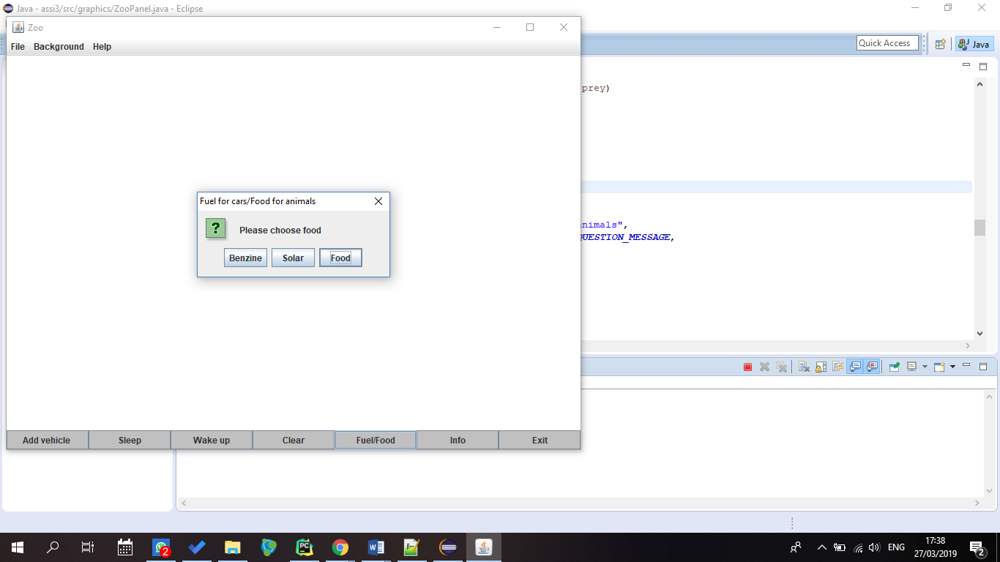 Java - assi3/src/graphics/ZooPanel.java - Eclipse
Zoo
File Background Help
Quick Access
Java
prey)
Fuel for cars/Food for animals
?
Please choose food
Benzine Solar Food
nimals",
QUESTION_MESSAGE,
Add vehicle Sleep Wake up Clear Fuel/Food Info Exit
2
PC
W
ENG
17:38
27/03/2019
2